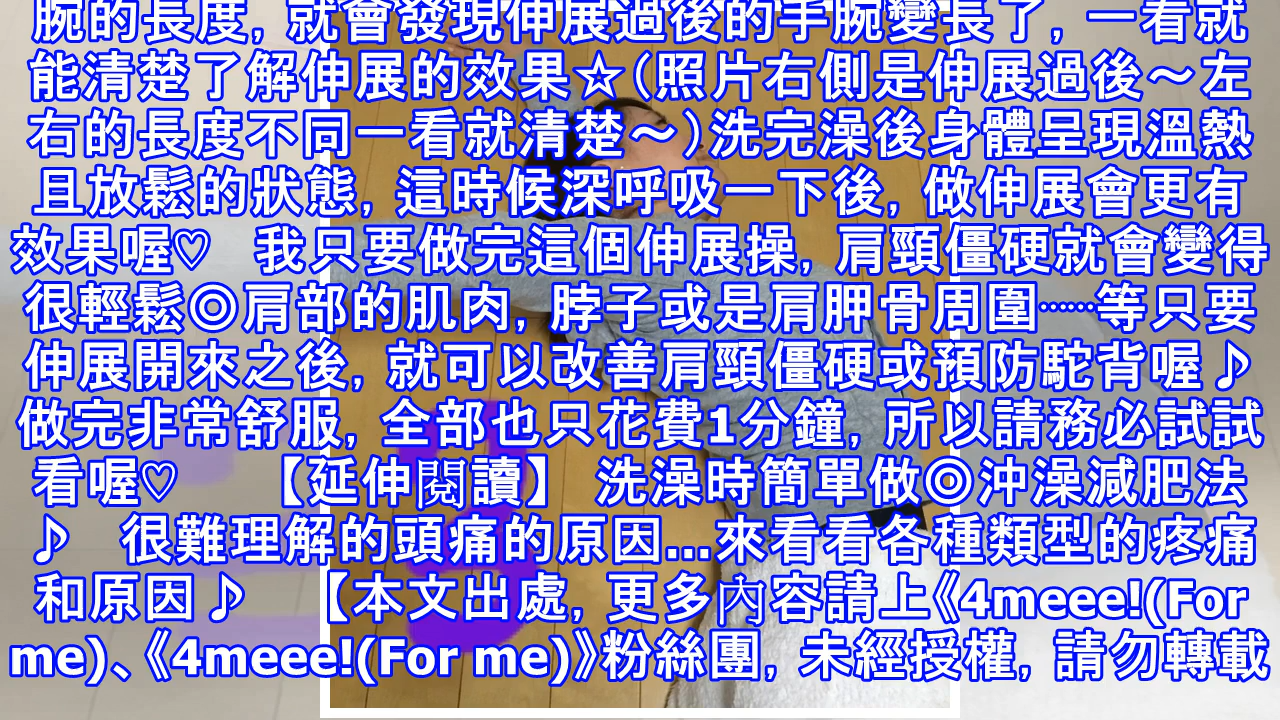 腕的長度, 就會發現伸展過後的手腕變長了, 一看就
能清楚了解伸展的效果☆(照片右側是伸展過後～左
右的長度不同一看就清楚～)洗完澡後身體呈現溫熱
且放鬆的狀態, 這時候深呼吸一下後, 做伸展會更有
效果喔♡ 我只要做完這個伸展操, 肩頸僵硬就會變得
很輕鬆◎肩部的肌肉, 脖子或是肩胛骨周圍……等只要
伸展開來之後, 就可以改善肩頸僵硬或預防駝背喔♪
做完非常舒服, 全部也只花費1分鐘, 所以請務必試試
看喔♡ 【延伸閱讀】 洗澡時簡單做◎沖澡減肥法
♪ 很難理解的頭痛的原因...來看看各種類型的疼痛
和原因♪ 【本文出處, 更多內容請上《4meee!(For
me)、《4meee!(For me)》粉絲團, 未經授權, 請勿轉載